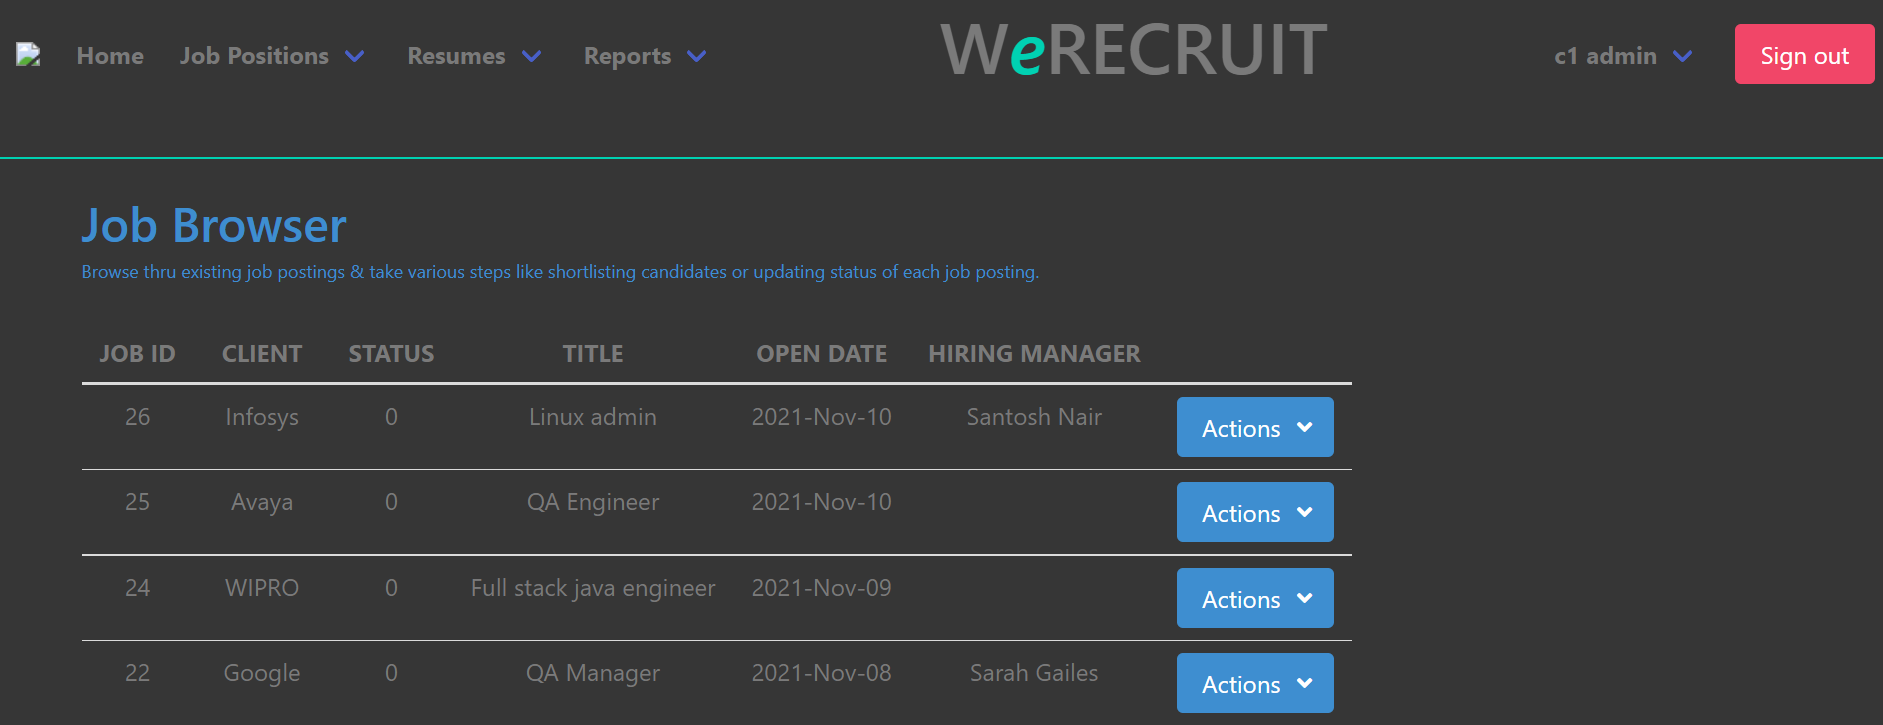 Home Job Positions Resumes Reports WeRECRUIT c1 admin Sign out
Job Browser
Browse thru existing job postings & take various steps like shortlisting candidates or updating status of each job posting.
JOB ID CLIENT STATUS TITLE OPEN DATE HIRING MANAGER
26 Infosys 0 Linux admin 2021-Nov-10 Santosh Nair Actions
25 Avaya 0 QA Engineer 2021-Nov-10 Actions
24 WIPRO 0 Full stack java engineer 2021-Nov-09 Actions
22 Google 0 QA Manager 2021-Nov-08 Sarah Gailes Actions